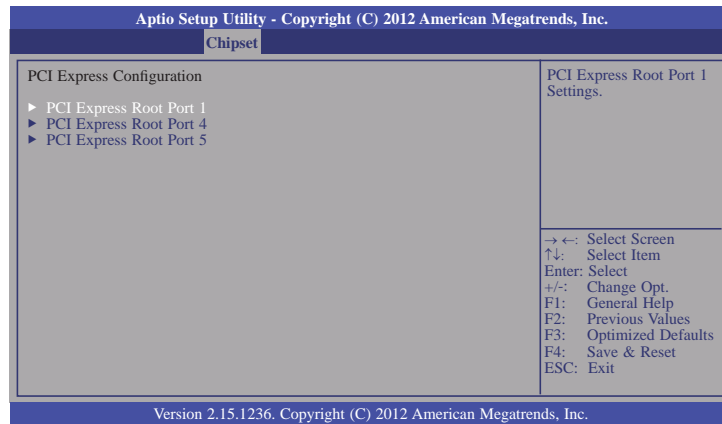 Aptio Setup Utility - Copyright (C) 2012 American Megatrends, Inc.
Chipset
PCI Express Configuration
► PCI Express Root Port 1
► PCI Express Root Port 4
► PCI Express Root Port 5
PCI Express Root Port 1
Settings.
→ ←: Select Screen
↑↓: Select Item
Enter: Select
+/-: Change Opt.
F1: General Help
F2: Previous Values
F3: Optimized Defaults
F4: Save & Reset
ESC: Exit
Version 2.15.1236. Copyright (C) 2012 American Megatrends, Inc.